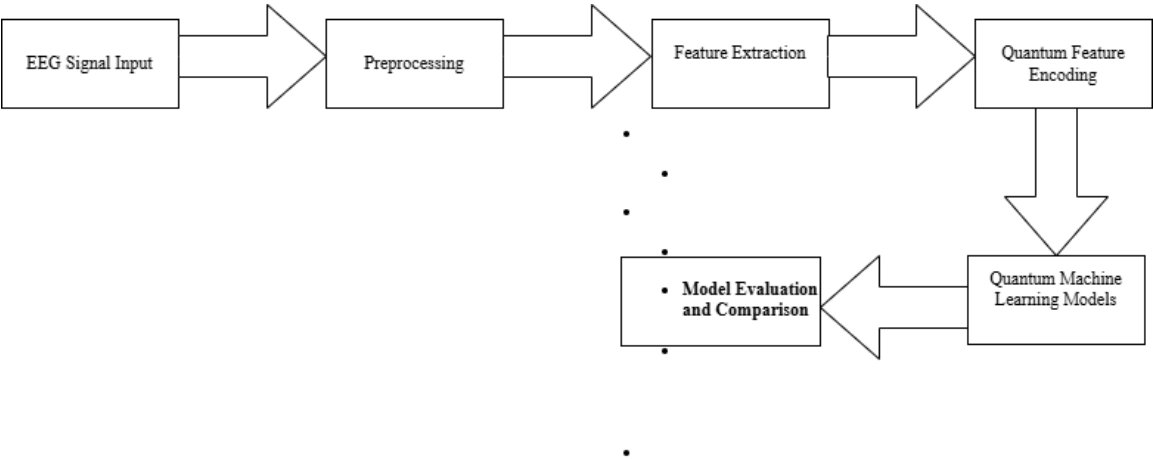 EEG Signal Input
Preprocessing
Feature Extraction
Quantum Feature
Encoding
Quantum Machine
Learning Models
• Model Evaluation
and Comparison